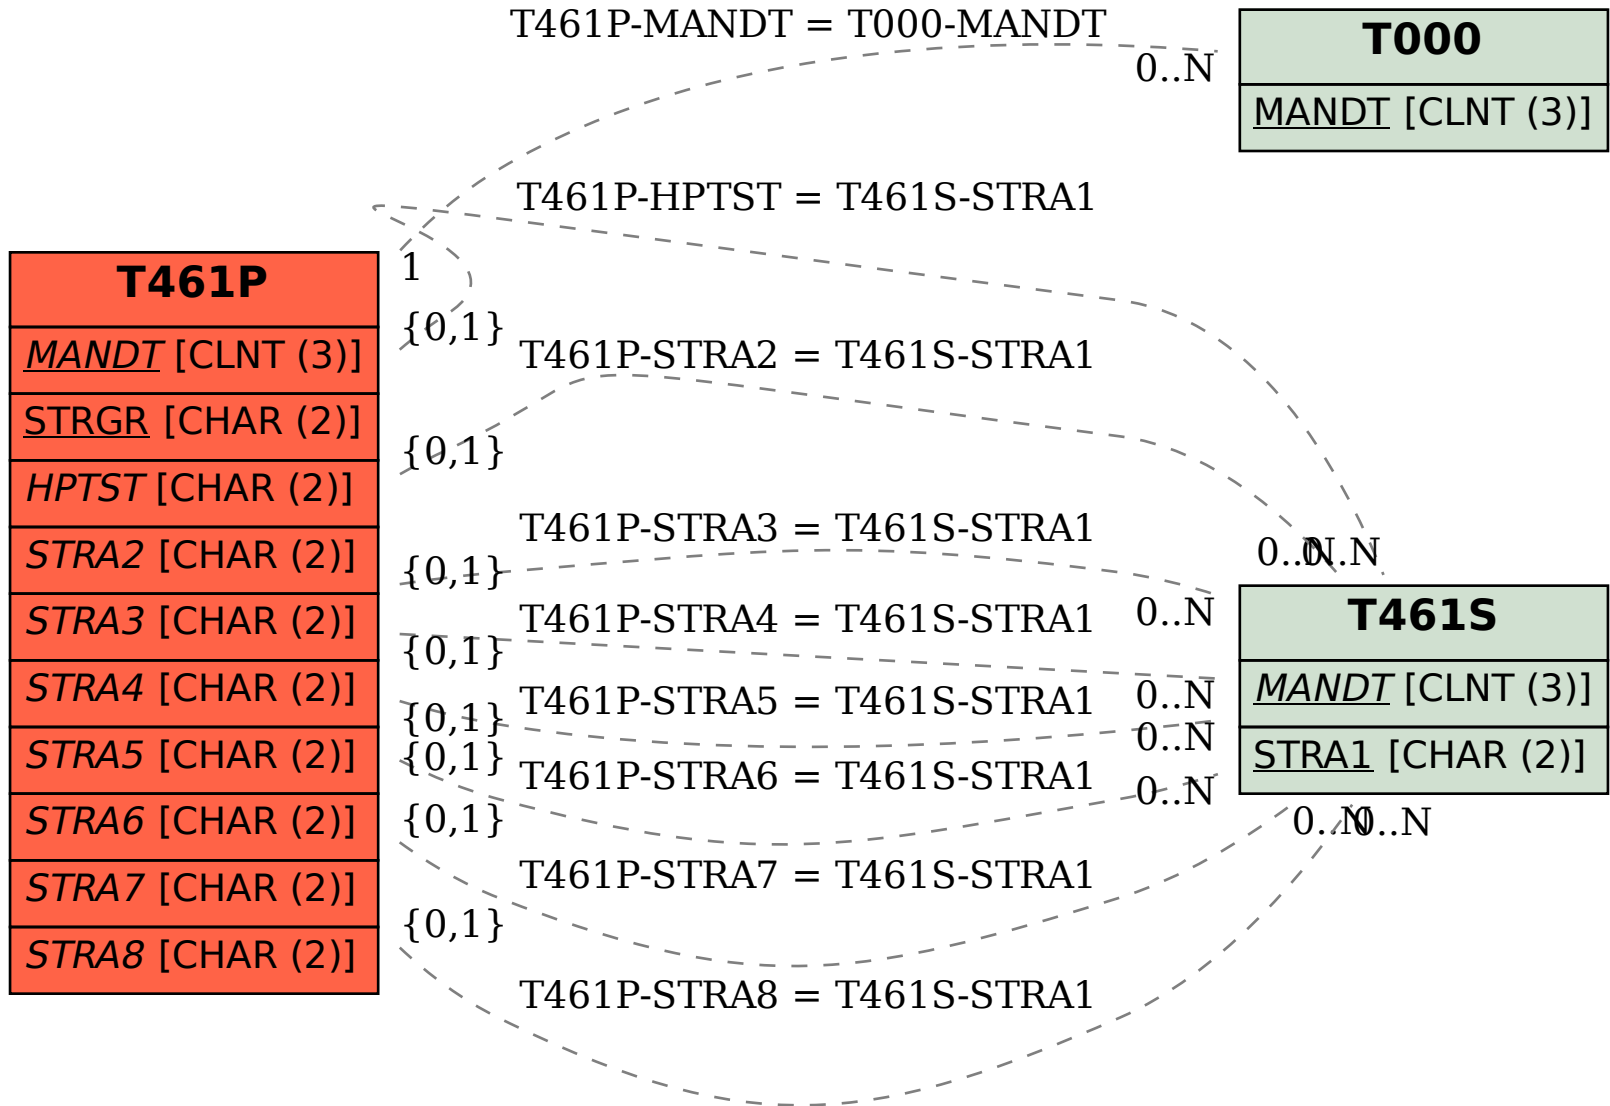 T461P-MANDT = T000-MANDT
0..N
T000
MANDT [CLNT (3)]
T461P-HPTST = T461S-STRA1
1
{0,1}
T461P
MANDT [CLNT (3)]
STRGR [CHAR (2)]
HPTST [CHAR (2)]
STRA2 [CHAR (2)]
STRA3 [CHAR (2)]
STRA4 [CHAR (2)]
STRA5 [CHAR (2)]
STRA6 [CHAR (2)]
STRA7 [CHAR (2)]
STRA8 [CHAR (2)]
T461P-STRA2 = T461S-STRA1
{0,1}
T461P-STRA3 = T461S-STRA1
{0,1}
0..N
0..N
T461P-STRA4 = T461S-STRA1
{0,1}
0..N
T461P-STRA5 = T461S-STRA1
{0,1}
0..N
0..N
{0,1}
T461P-STRA6 = T461S-STRA1
0..N
T461S
MANDT [CLNT (3)]
STRA1 [CHAR (2)]
{0,1}
0..N
0..N
T461P-STRA7 = T461S-STRA1
{0,1}
T461P-STRA8 = T461S-STRA1